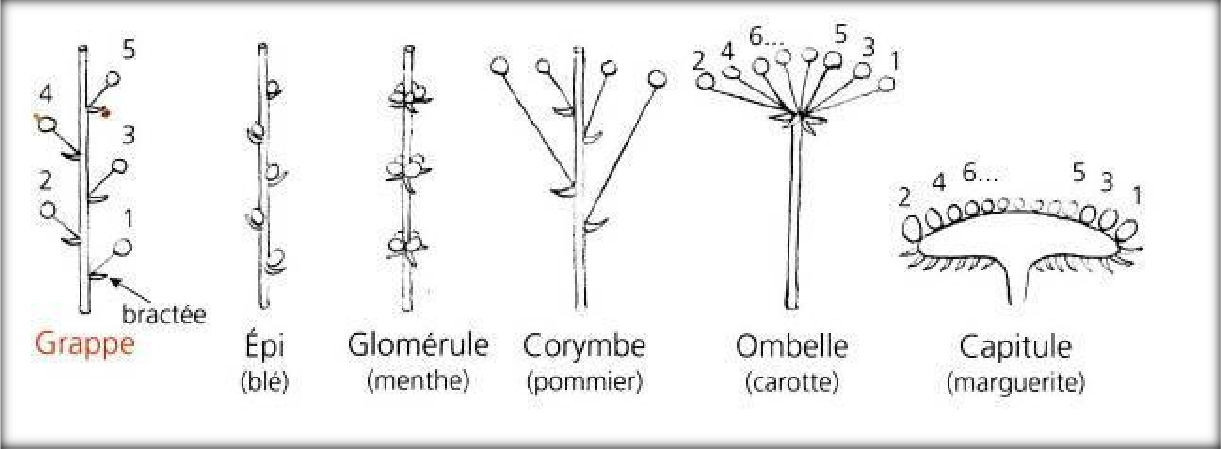 5
4
3
2
1
bractée
Grappe
Épi
(blé)
Glomérule
(menthe)
Corymbe
(pommier)
6... 5
2 4 3 1
Ombelle
(carotte)
2 4 6... 5 3 1
Capitule
(marguerite)